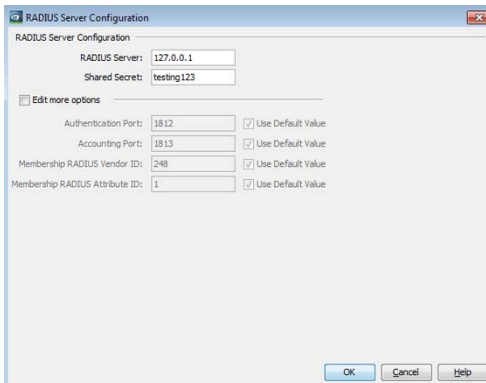 RADIUS Server Configuration
RADIUS Server Configuration
RADIUS Server: 127.0.0.1
Shared Secret: testing123
Edit more options
Authentication Port: 1812 Use Default Value
Accounting Port: 1813 Use Default Value
Membership RADIUS Vendor ID: 248 Use Default Value
Membership RADIUS Attribute ID: 1 Use Default Value
OK Cancel Help